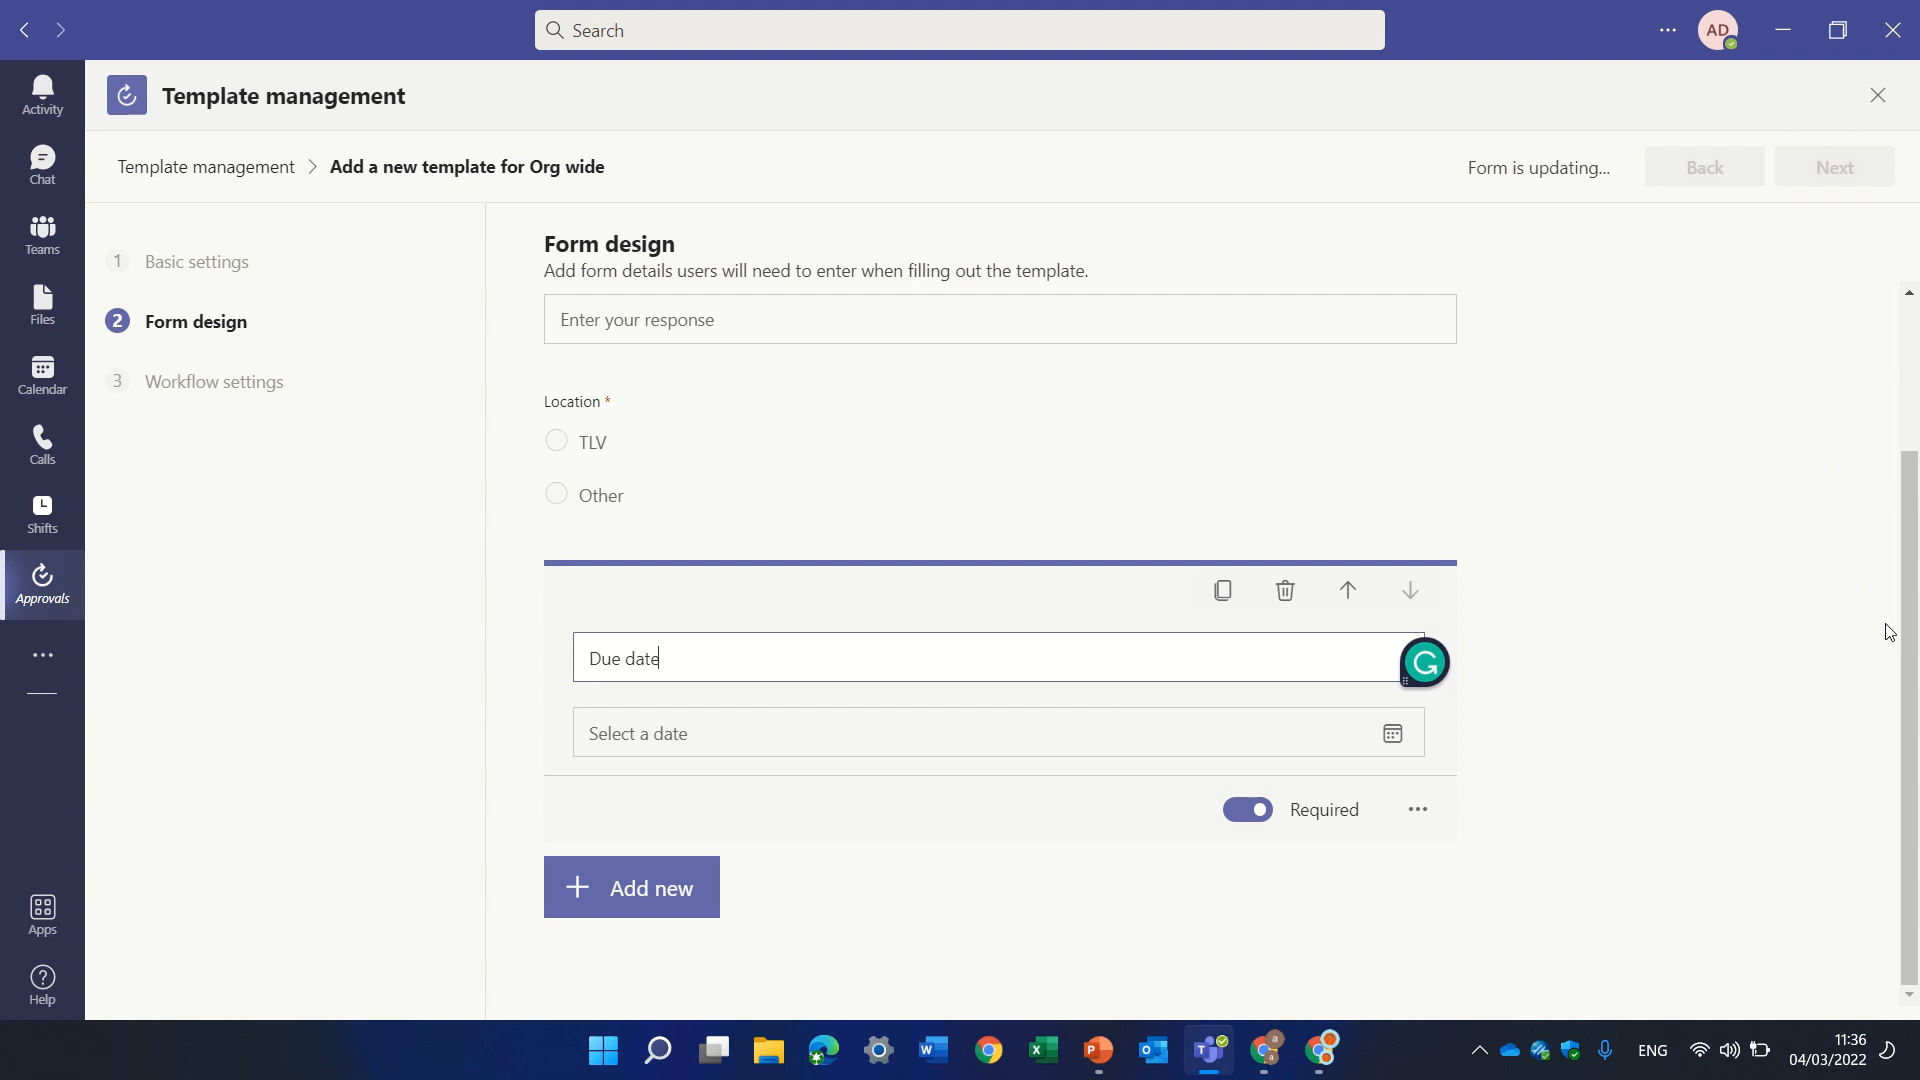 Search
AD
Activity
Chat
Teams
Files
Calendar
Calls
Shifts
Approvals
Apps
Help
Template management
Template management > Add a new template for Org wide
Form is updating...
Back
Next
1 Basic settings
2 Form design
3 Workflow settings
Form design
Add form details users will need to enter when filling out the template.
Enter your response
Location *
TLV
Other
Due date
Select a date
Required
Add new
ENG
11:36
04/03/2022